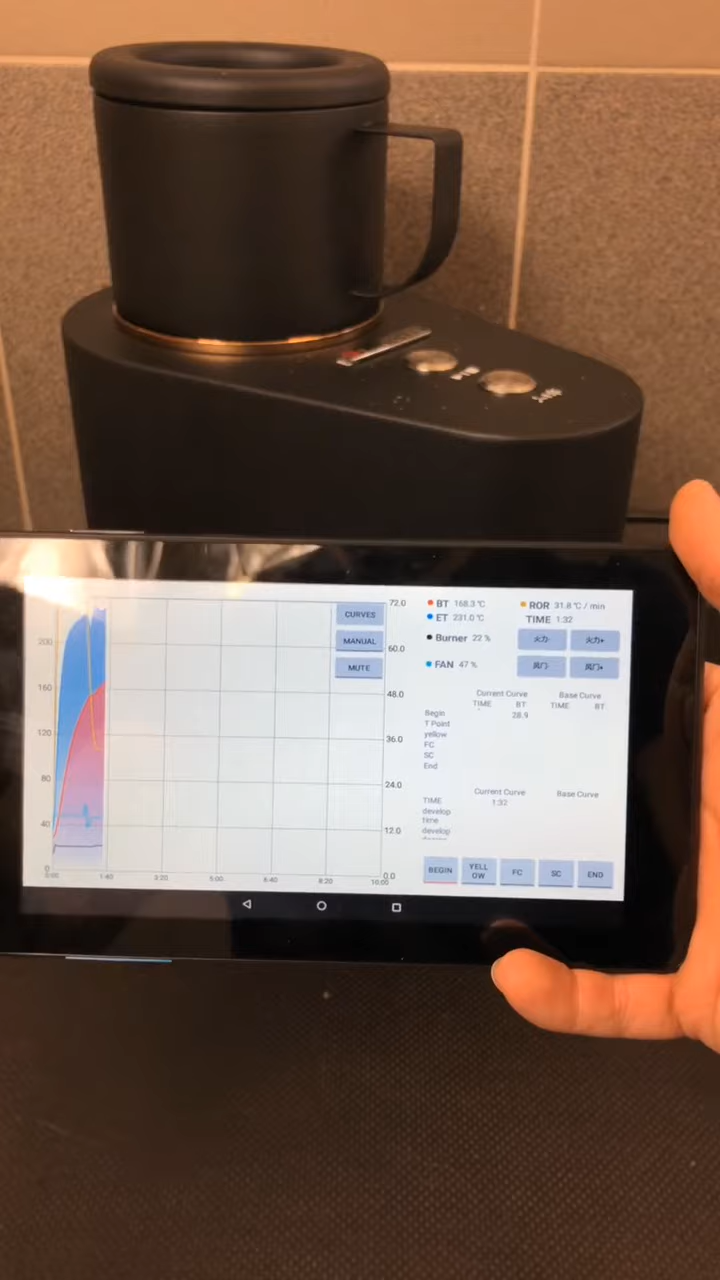 CURVES
MANUAL
MUTE
72.0
60.0
48.0
36.0
24.0
12.0
0.0
200
160
120
80
40
0
0:00
1:40
3:20
5:00
6:40
8:20
10:00
BT 168.3 °C
ROR 31.8 °C / min
ET 231.0 °C
TIME 1:32
Burner 22 %
火力-
火力+
FAN 47 %
风门-
风门+
Current Curve
Base Curve
TIME BT
TIME BT
Begin
28.9
T Point
yellow
FC
SC
End
Current Curve
Base Curve
TIME
1:32
develop
time
develop
BEGIN
YELL
OW
FC
SC
END